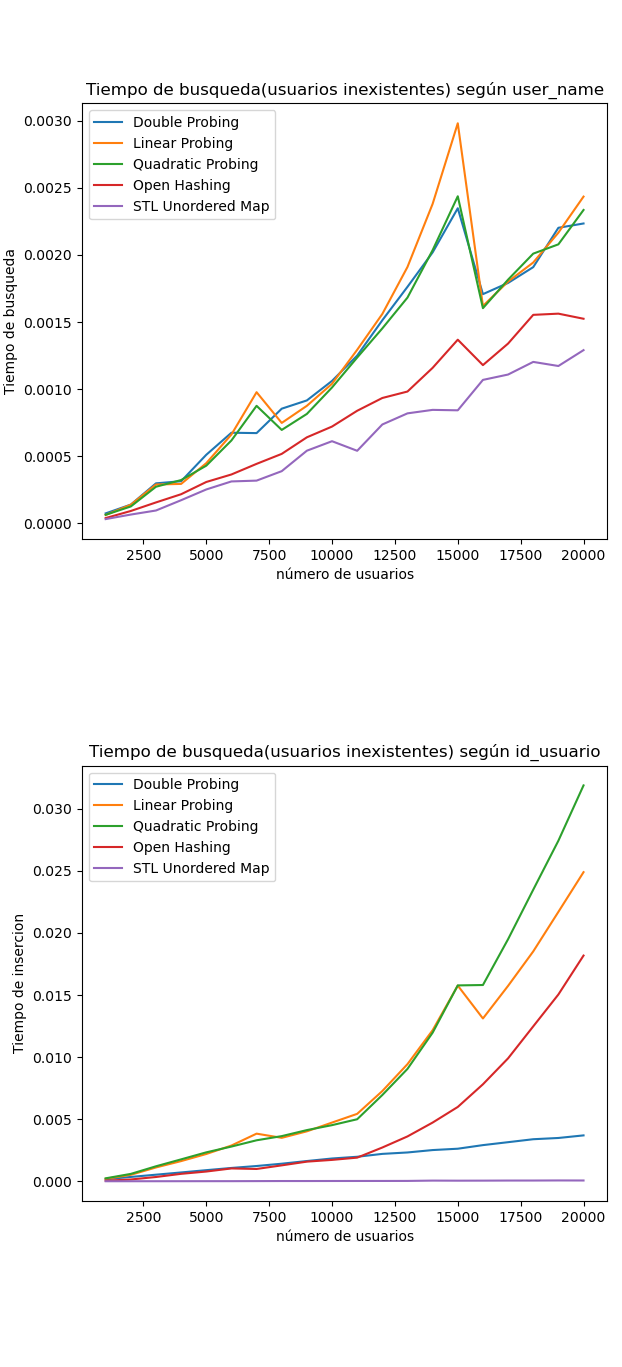 Tiempo de busqueda(usuarios inexistentes) según user_name
Double Probing
Linear Probing
Quadratic Probing
Open Hashing
STL Unordered Map
0.0030
0.0025
0.0020
0.0015
0.0010
0.0005
0.0000
Tiempo de busqueda
2500 5000 7500 10000 12500 15000 17500 20000
número de usuarios
Tiempo de busqueda(usuarios inexistentes) según id_usuario
Double Probing
Linear Probing
Quadratic Probing
Open Hashing
STL Unordered Map
0.030
0.025
0.020
0.015
0.010
0.005
0.000
Tiempo de insercion
2500 5000 7500 10000 12500 15000 17500 20000
número de usuarios